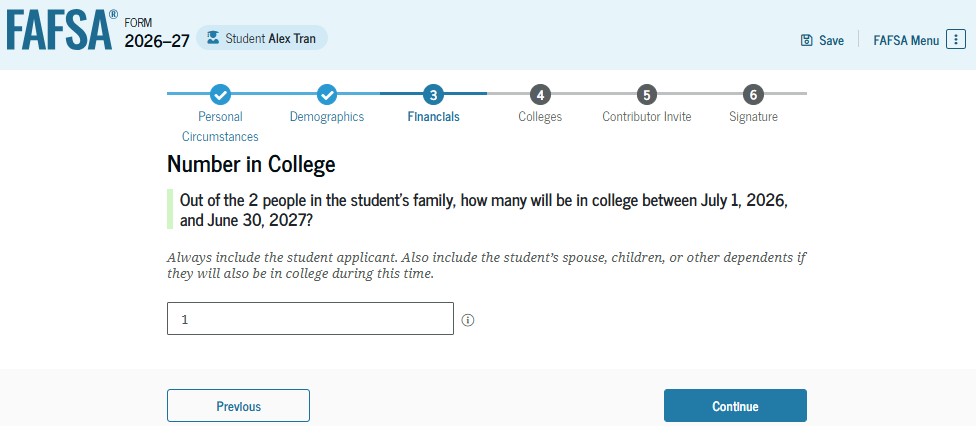 FAFSA®
FORM
2026–27
Student Alex Tran
Save
FAFSA Menu
3
4
5
6
Personal
Circumstances
Demographics
Financials
Colleges
Contributor Invite
Signature
Number in College
Out of the 2 people in the student's family, how many will be in college between July 1, 2026,
and June 30, 2027?
Always include the student applicant. Also include the student's spouse, children, or other dependents if
they will also be in college during this time.
1
Previous
Continue